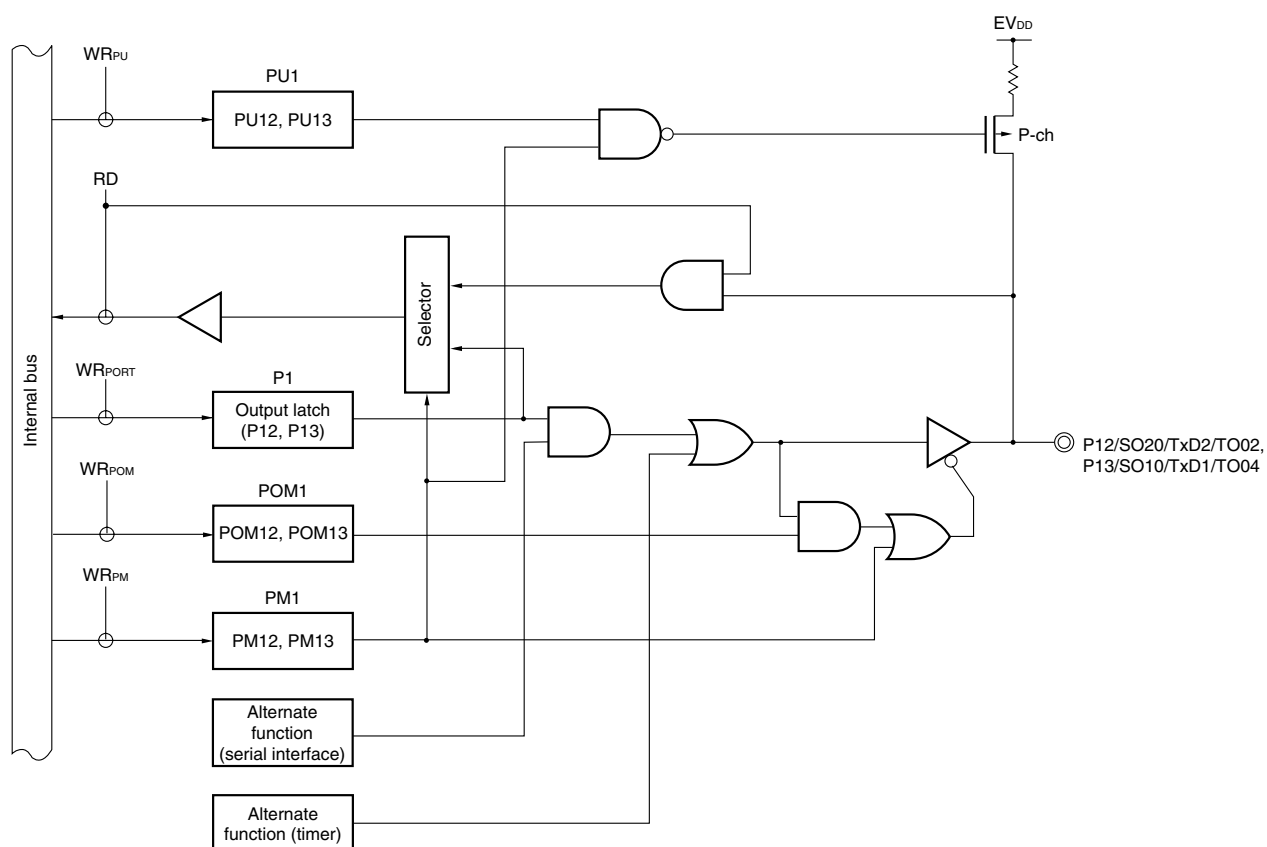 EVDD
WRPU
PU1
PU12, PU13
P-ch
RD
Selector
Internal bus
WRPORT
P1
Output latch
(P12, P13)
P12/SO20/TxD2/TO02,
P13/SO10/TxD1/TO04
WRPOM
POM1
POM12, POM13
WRPM
PM1
PM12, PM13
Alternate
function
(serial interface)
Alternate
function (timer)